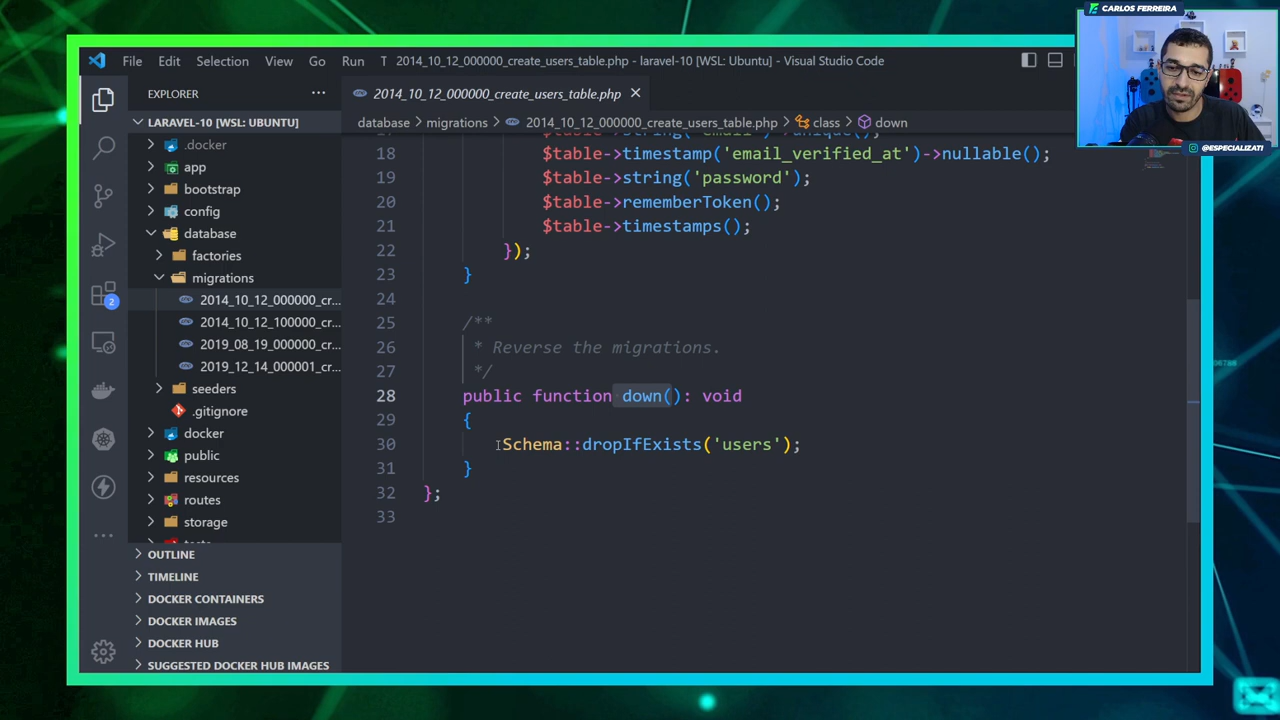 CARLOS FERREIRA
@ESPECIALIZATI
File Edit Selection View Go Run T 2014_10_12_000000_create_users_table.php - laravel-10 [WSL: Ubuntu] - Visual Studio Code
EXPLORER ···
2014_10_12_000000_create_users_table.php
database > migrations > 2014_10_12_000000_create_users_table.php > class > down
LARAVEL-10 [WSL: UBUNTU]
.docker
app
bootstrap
config
database
factories
migrations
2014_10_12_000000_cr...
2014_10_12_100000_cr...
2019_08_19_000000_cr...
2019_12_14_000001_cr...
seeders
.gitignore
docker
public
resources
routes
storage
OUTLINE
TIMELINE
DOCKER CONTAINERS
DOCKER IMAGES
DOCKER HUB
SUGGESTED DOCKER HUB IMAGES
2
18 $table->timestamp('email_verified_at')->nullable();
19 $table->string('password');
20 $table->rememberToken();
21 $table->timestamps();
22 });
23 }
24
25 /**
26 * Reverse the migrations.
27 */
28 public function down(): void
29 {
30 Schema::dropIfExists('users');
31 }
32 };
33